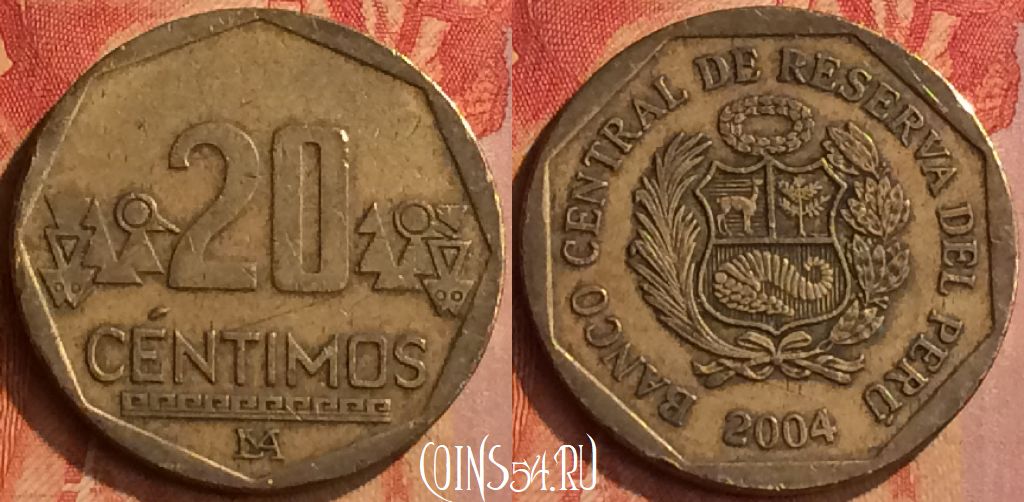 20
CÉNTIMOS
LMA
BANCO CENTRAL DE RESERVA DEL PERÚ
2004
COINS54.RU